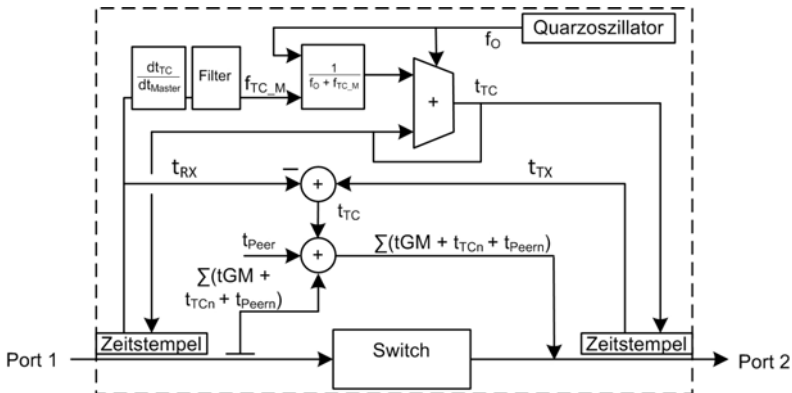 Quarzoszillator
f_O
dt_TC
dt_Master
Filter
f_TC_M
1
f_O + f_TC_M
+
t_TC
t_RX
−
+
t_TX
t_TC
t_Peer
+
∑(tGM + t_TCn + t_Peern)
∑(tGM +
t_TCn + t_Peern)
Zeitstempel
Zeitstempel
Port 1
Switch
Port 2